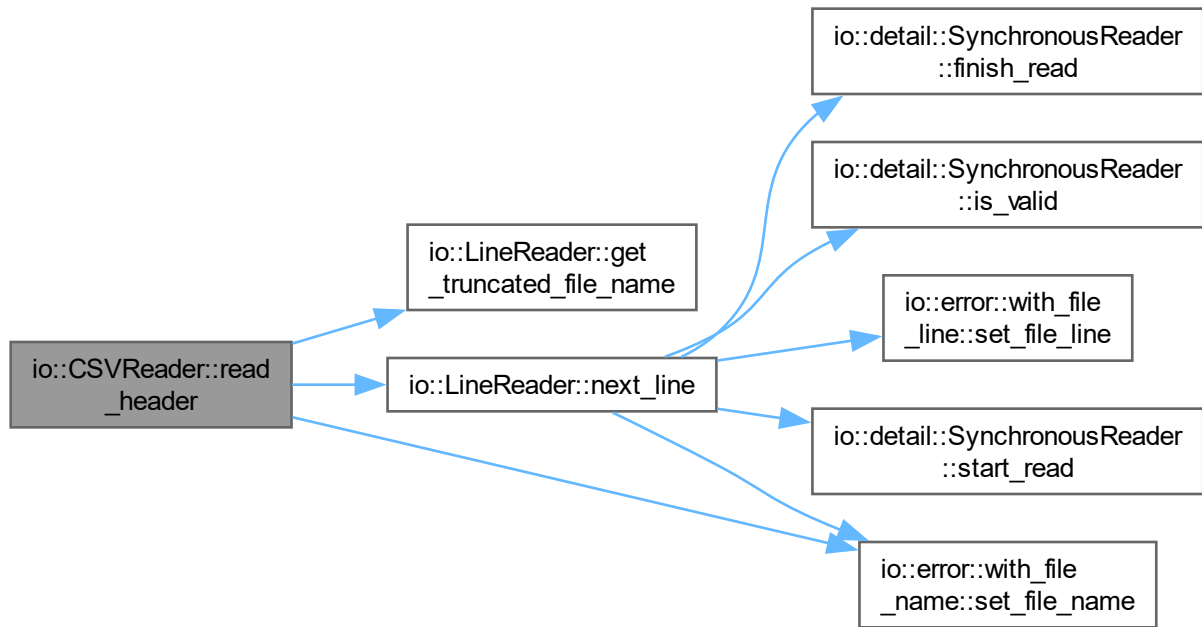 io::CSVReader::read
_header
io::LineReader::get
_truncated_file_name
io::LineReader::next_line
io::detail::SynchronousReader
::finish_read
io::detail::SynchronousReader
::is_valid
io::error::with_file
_line::set_file_line
io::detail::SynchronousReader
::start_read
io::error::with_file
_name::set_file_name